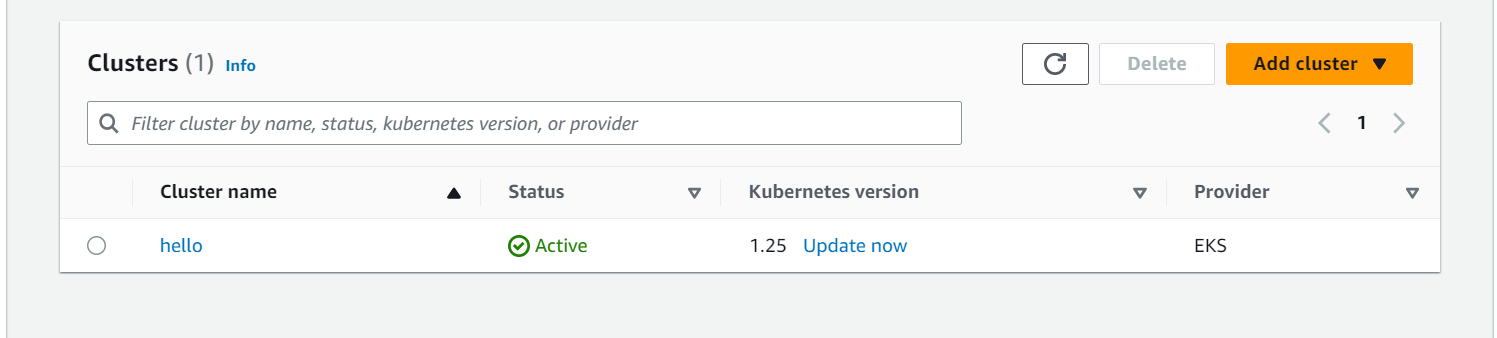 Clusters (1) Info
Delete
Add cluster
Filter cluster by name, status, kubernetes version, or provider
1
Cluster name Status Kubernetes version Provider
hello Active 1.25 Update now EKS